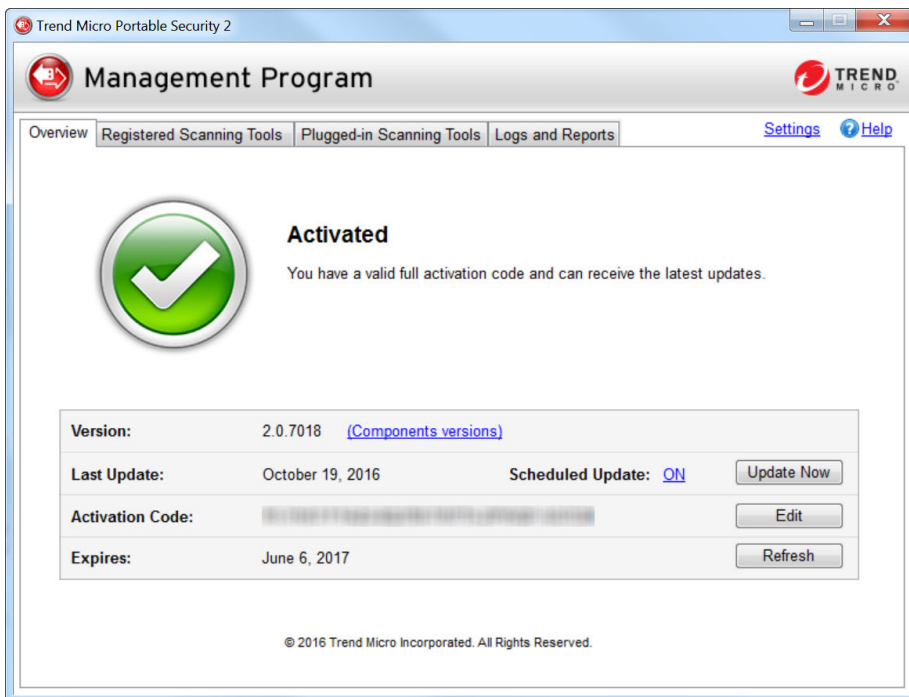 Trend Micro Portable Security 2
Management Program
TREND
MICRO
Overview Registered Scanning Tools Plugged-in Scanning Tools Logs and Reports Settings Help
Activated
You have a valid full activation code and can receive the latest updates.
Version: 2.0.7018 (Components versions)
Last Update: October 19, 2016 Scheduled Update: ON Update Now
Activation Code: Edit
Expires: June 6, 2017 Refresh
© 2016 Trend Micro Incorporated. All Rights Reserved.